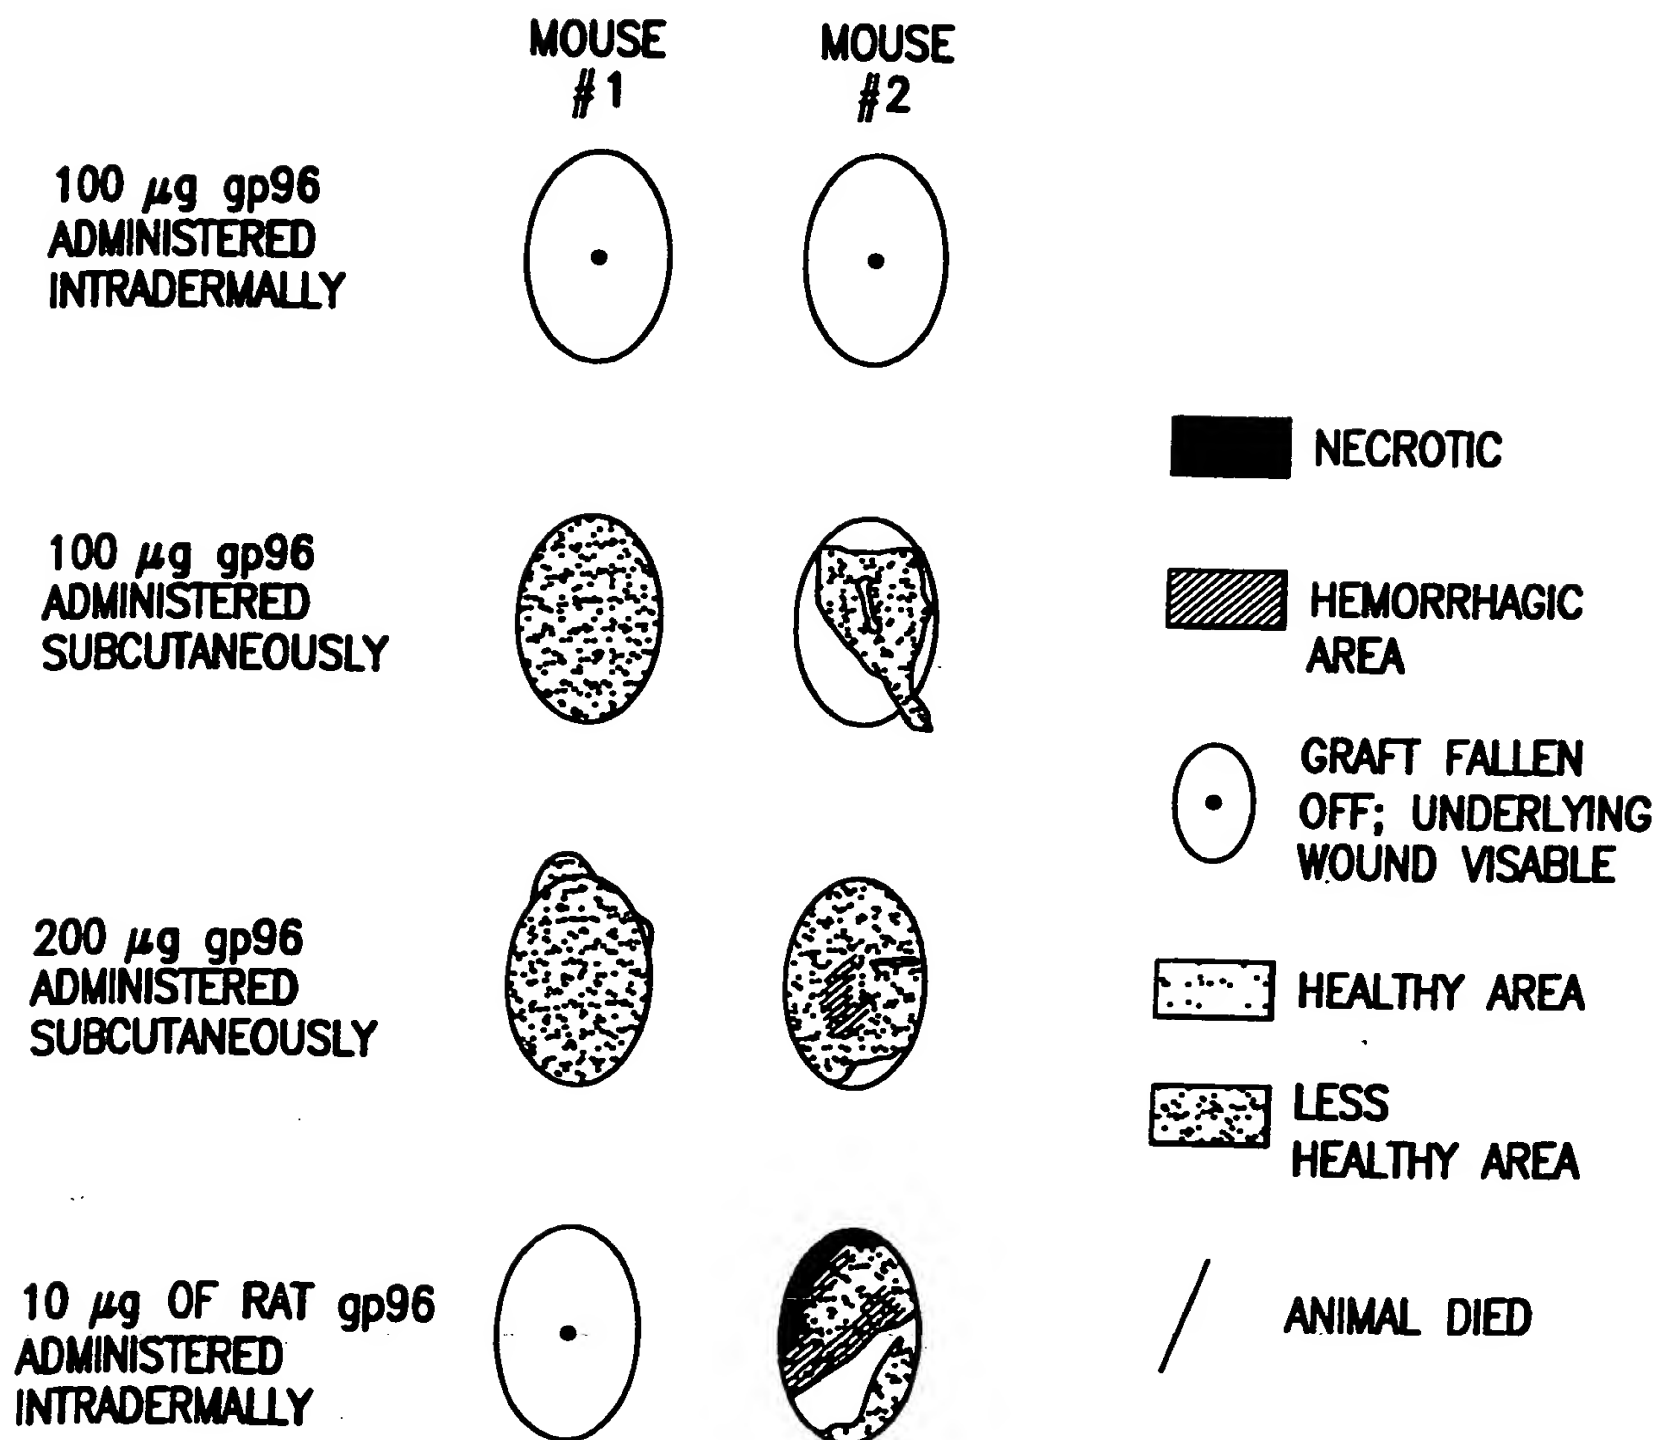 MOUSE
#1
MOUSE
#2
100 μg gp96
ADMINISTERED
INTRADERMALLY
100 μg gp96
ADMINISTERED
SUBCUTANEOUSLY
200 μg gp96
ADMINISTERED
SUBCUTANEOUSLY
10 μg OF RAT gp96
ADMINISTERED
INTRADERMALLY
NECROTIC
HEMORRHAGIC
AREA
GRAFT FALLEN
OFF; UNDERLYING
WOUND VISABLE
HEALTHY AREA
LESS
HEALTHY AREA
ANIMAL DIED